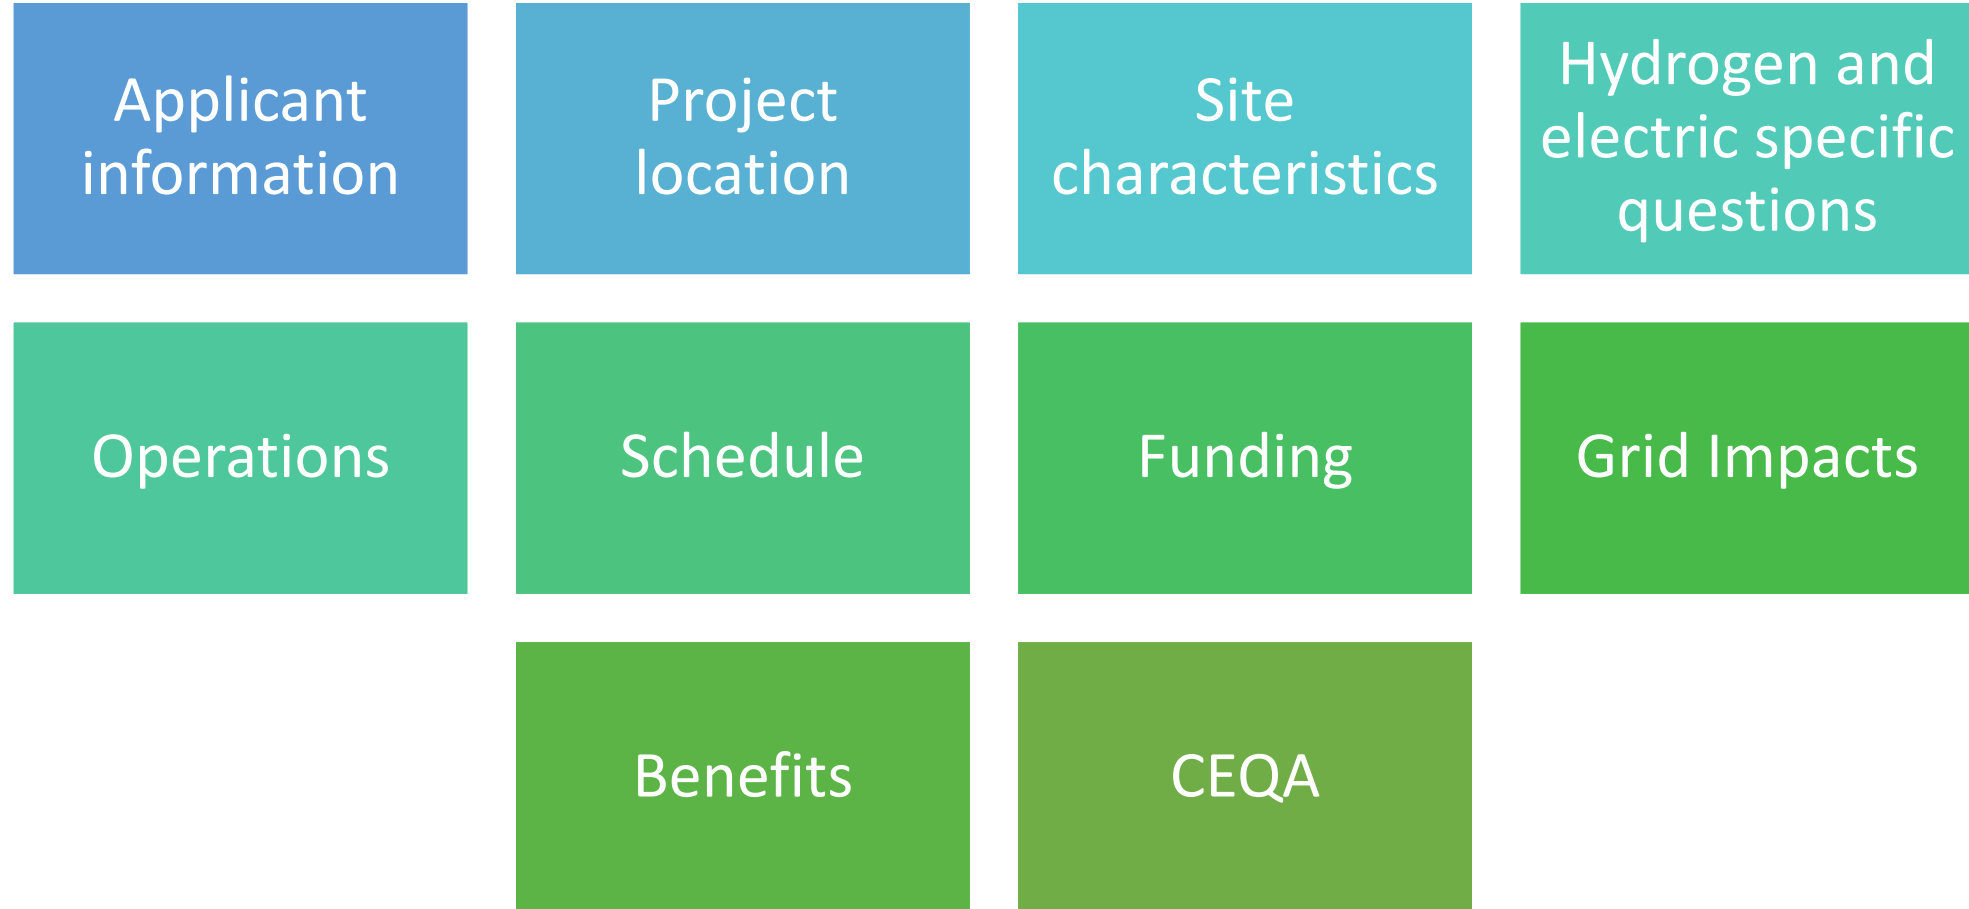 Applicant
information
Project
location
Site
characteristics
Hydrogen and
electric specific
questions
Operations
Schedule
Funding
Grid Impacts
Benefits
CEQA